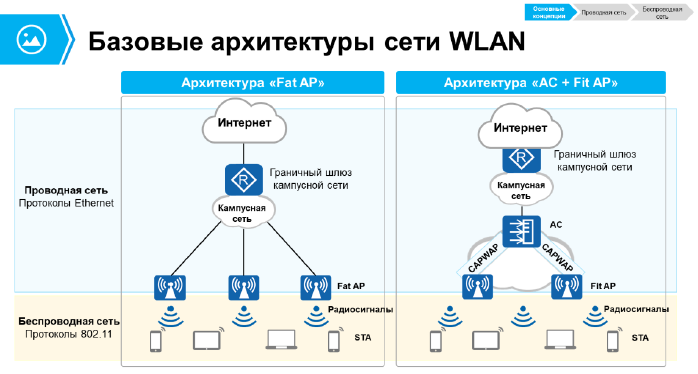 Основные
концепции
Проводная сеть
Беспроводная
сеть
Базовые архитектуры сети WLAN
Архитектура «Fat AP»
Архитектура «AC + Fit AP»
Проводная сеть
Протоколы Ethernet
Беспроводная сеть
Протоколы 802.11
Интернет
Граничный шлюз
кампусной сети
R
Кампусная
сеть
Fat AP
Радиосигналы
STA
Интернет
Граничный шлюз
кампусной сети
R
Кампусная
сеть
AC
CAPWAP
CAPWAP
Fit AP
Радиосигналы
STA